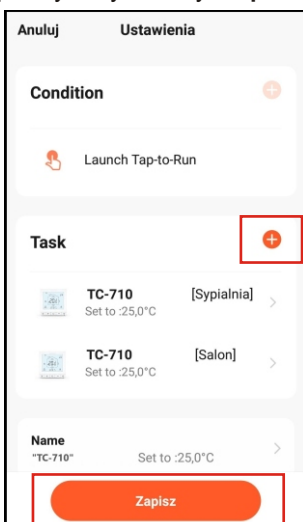 Anuluj Ustawienia
Condition
Launch Tap-to-Run
Task
TC-710 [Sypialnia]
Set to :25,0°C
TC-710 [Salon]
Set to :25,0°C
Name
"TC-710" Set to :25,0°C
Zapisz